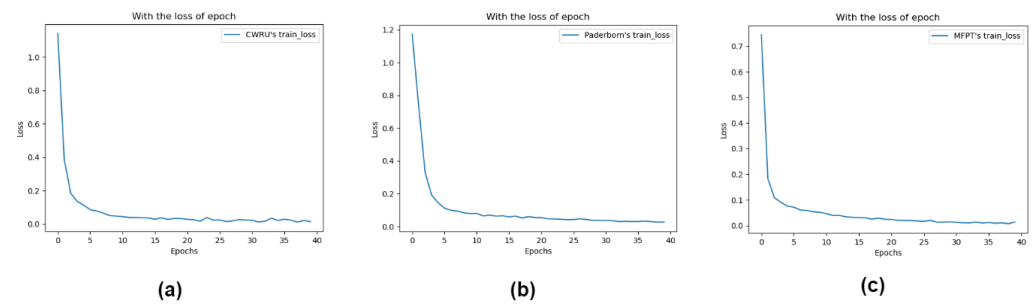 With the loss of epoch
CWRU's train_loss
1.0
0.8
0.6
0.4
0.2
0.0
Loss
0 5 10 15 20 25 30 35 40
Epochs
(a)
With the loss of epoch
Paderborn's train_loss
1.2
1.0
0.8
0.6
0.4
0.2
0.0
Loss
0 5 10 15 20 25 30 35 40
Epochs
(b)
With the loss of epoch
MFPT's train_loss
0.7
0.6
0.5
0.4
0.3
0.2
0.1
0.0
Loss
0 5 10 15 20 25 30 35 40
Epochs
(c)